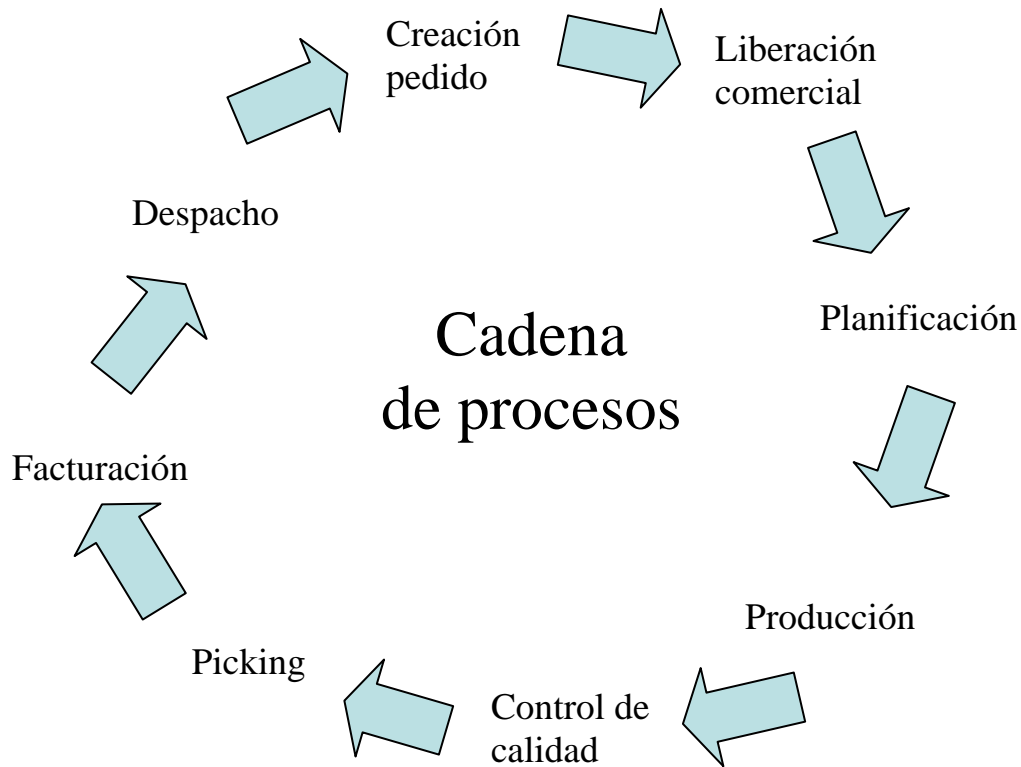 Creación
pedido
Liberación
comercial
Planificación
Producción
Control de
calidad
Picking
Facturación
Despacho
Cadena
de procesos